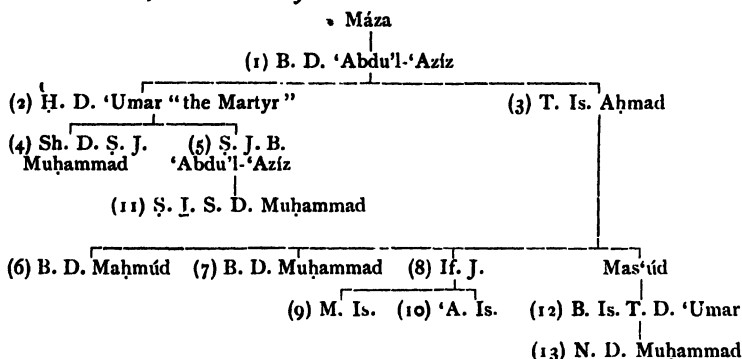 Máza
(1) B. D. ‘Abdu’l-‘Azíz
(2) Ḥ. D. ‘Umar “the Martyr” (3) T. Is. Aḥmad
(4) Sh. D. Ṣ. J. (5) Ṣ. J. B.
Muḥammad ‘Abdu’l-‘Azíz
(11) Ṣ. J. S. D. Muḥammad
(6) B. D. Maḥmúd (7) B. D. Muḥammad (8) If. J. Mas‘úd
(9) M. Is. (10) ‘A. Is. (12) B. Is. T. D. ‘Umar
(13) N. D. Muḥammad